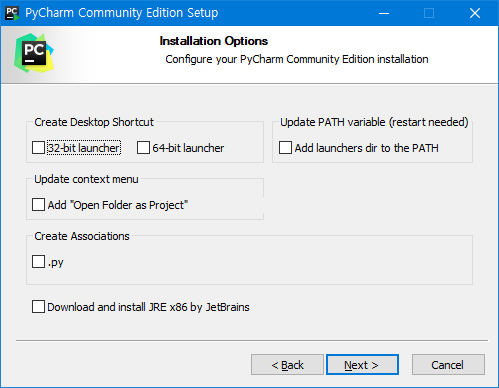 PyCharm Community Edition Setup
PC
Installation Options
Configure your PyCharm Community Edition installation
Create Desktop Shortcut
32-bit launcher
64-bit launcher
Update PATH variable (restart needed)
Add launchers dir to the PATH
Update context menu
Add "Open Folder as Project"
Create Associations
.py
Download and install JRE x86 by JetBrains
< Back
Next >
Cancel